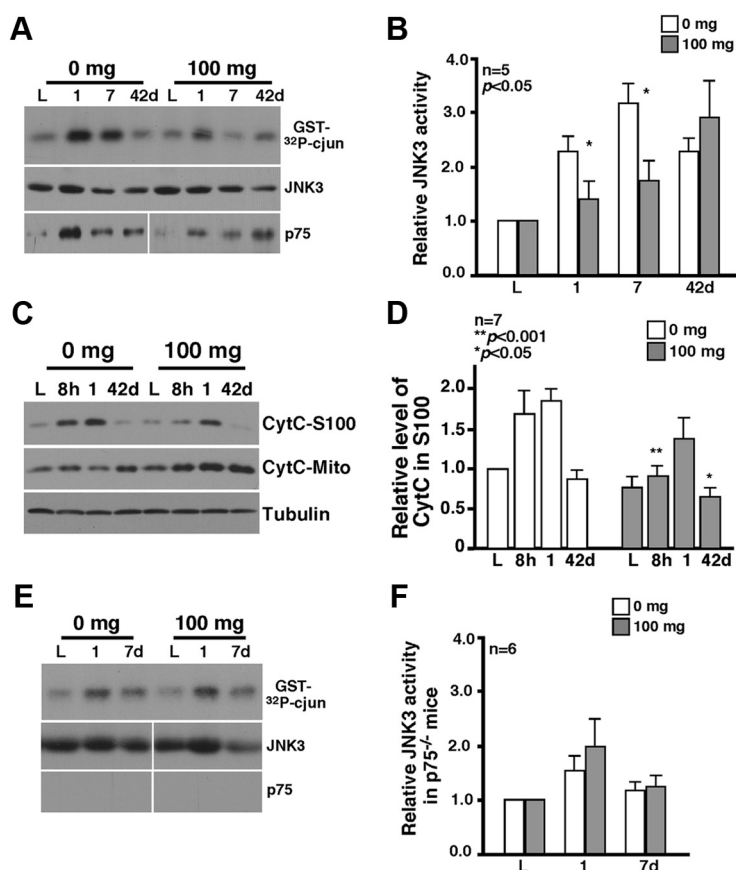 A
0 mg 100 mg
L 1 7 42d L 1 7 42d
GST-
³²P-cjun
JNK3
p75
B
0 mg
100 mg
n=5
p<0.05
Relative JNK3 activity
4.0
3.0
2.0
1.0
0.0
* *
L 1 7 42d
C
0 mg 100 mg
L 8h 1 42d L 8h 1 42d
CytC-S100
CytC-Mito
Tubulin
D
n=7
**p<0.001
*p<0.05
0 mg
100 mg
Relative level of
CytC in S100
2.0
1.5
1.0
0.5
0
** *
L 8h 1 42d L 8h 1 42d
E
0 mg 100 mg
L 1 7d L 1 7d
GST-
³²P-cjun
JNK3
p75
F
0 mg
100 mg
n=6
Relative JNK3 activity
in p75⁻/⁻ mice
4.0
3.0
2.0
1.0
0.0
L 1 7d